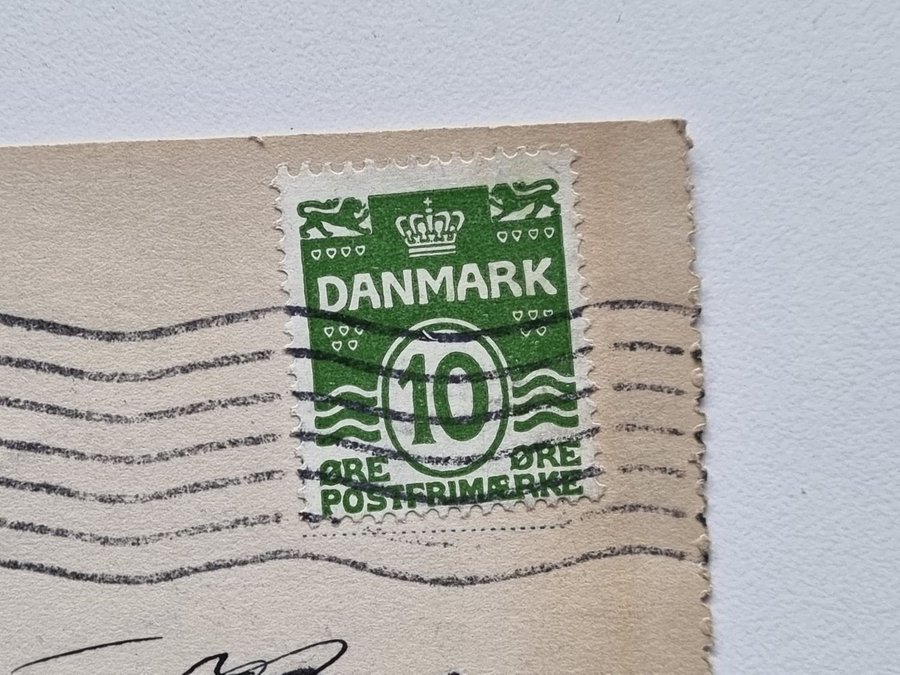 DANMARK
10
ØRE ØRE
POSTFRIMÆRKE